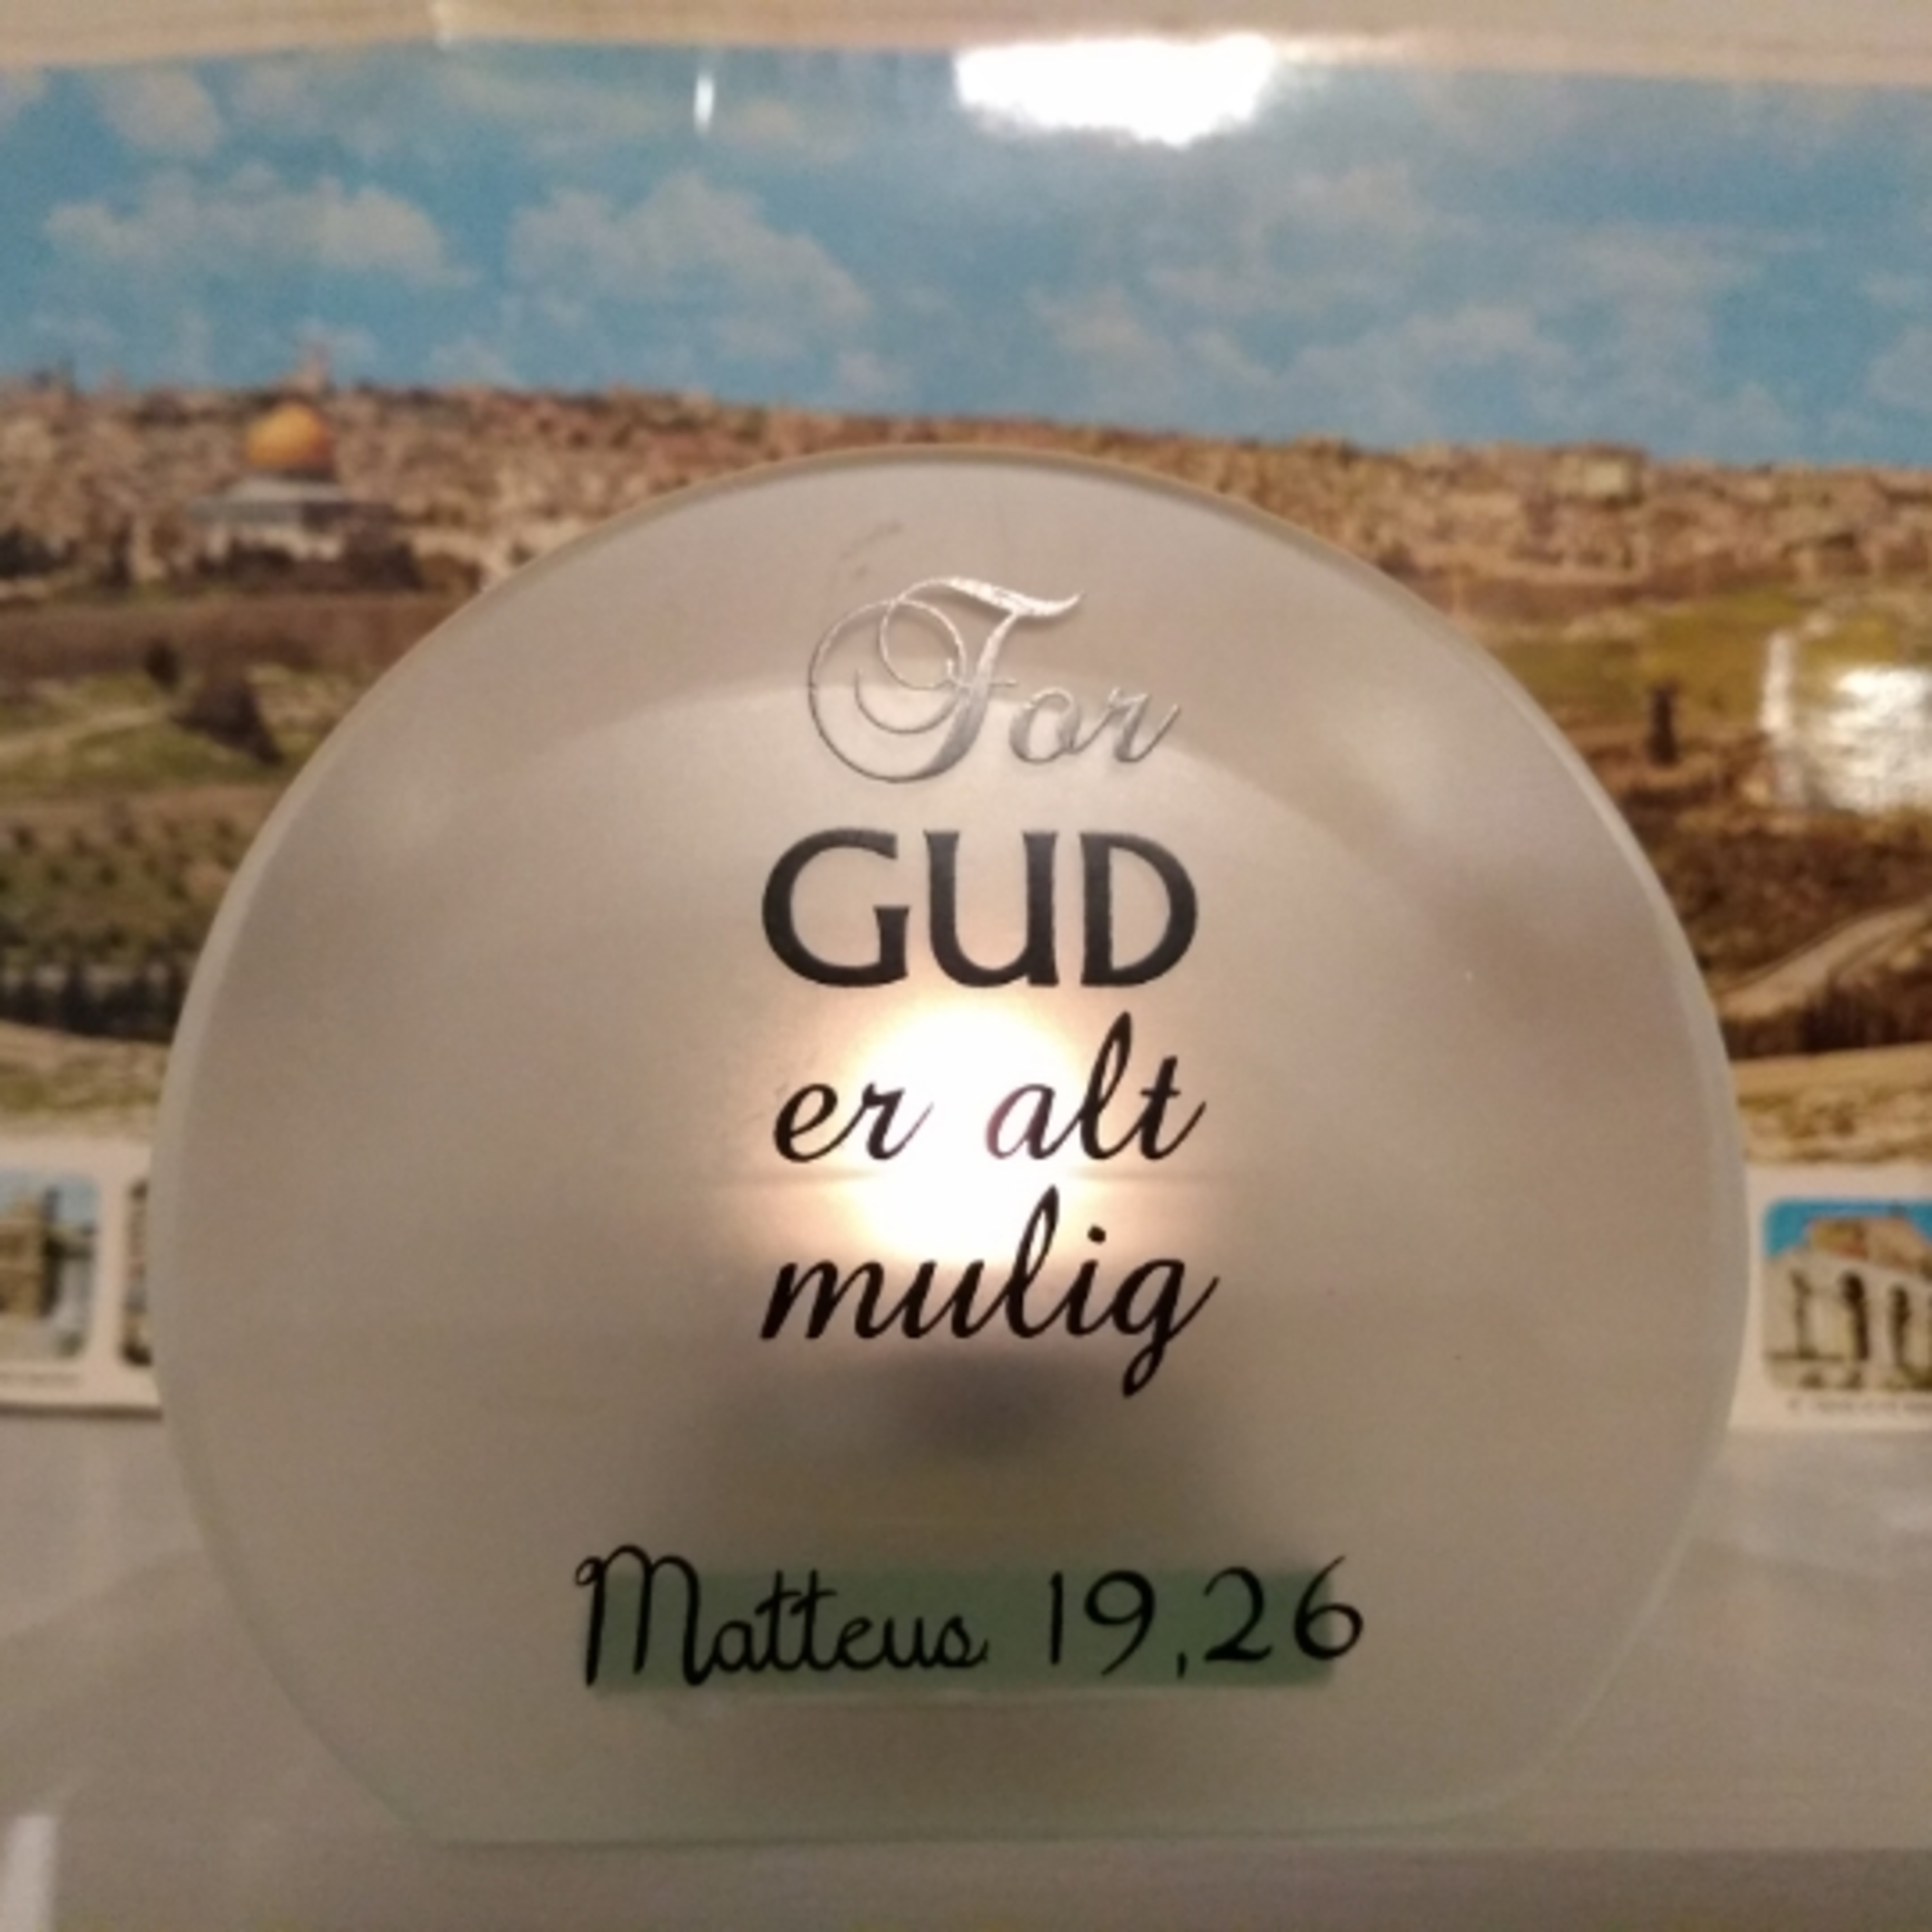 For
GUD
er alt
mulig
Matteus 19,26